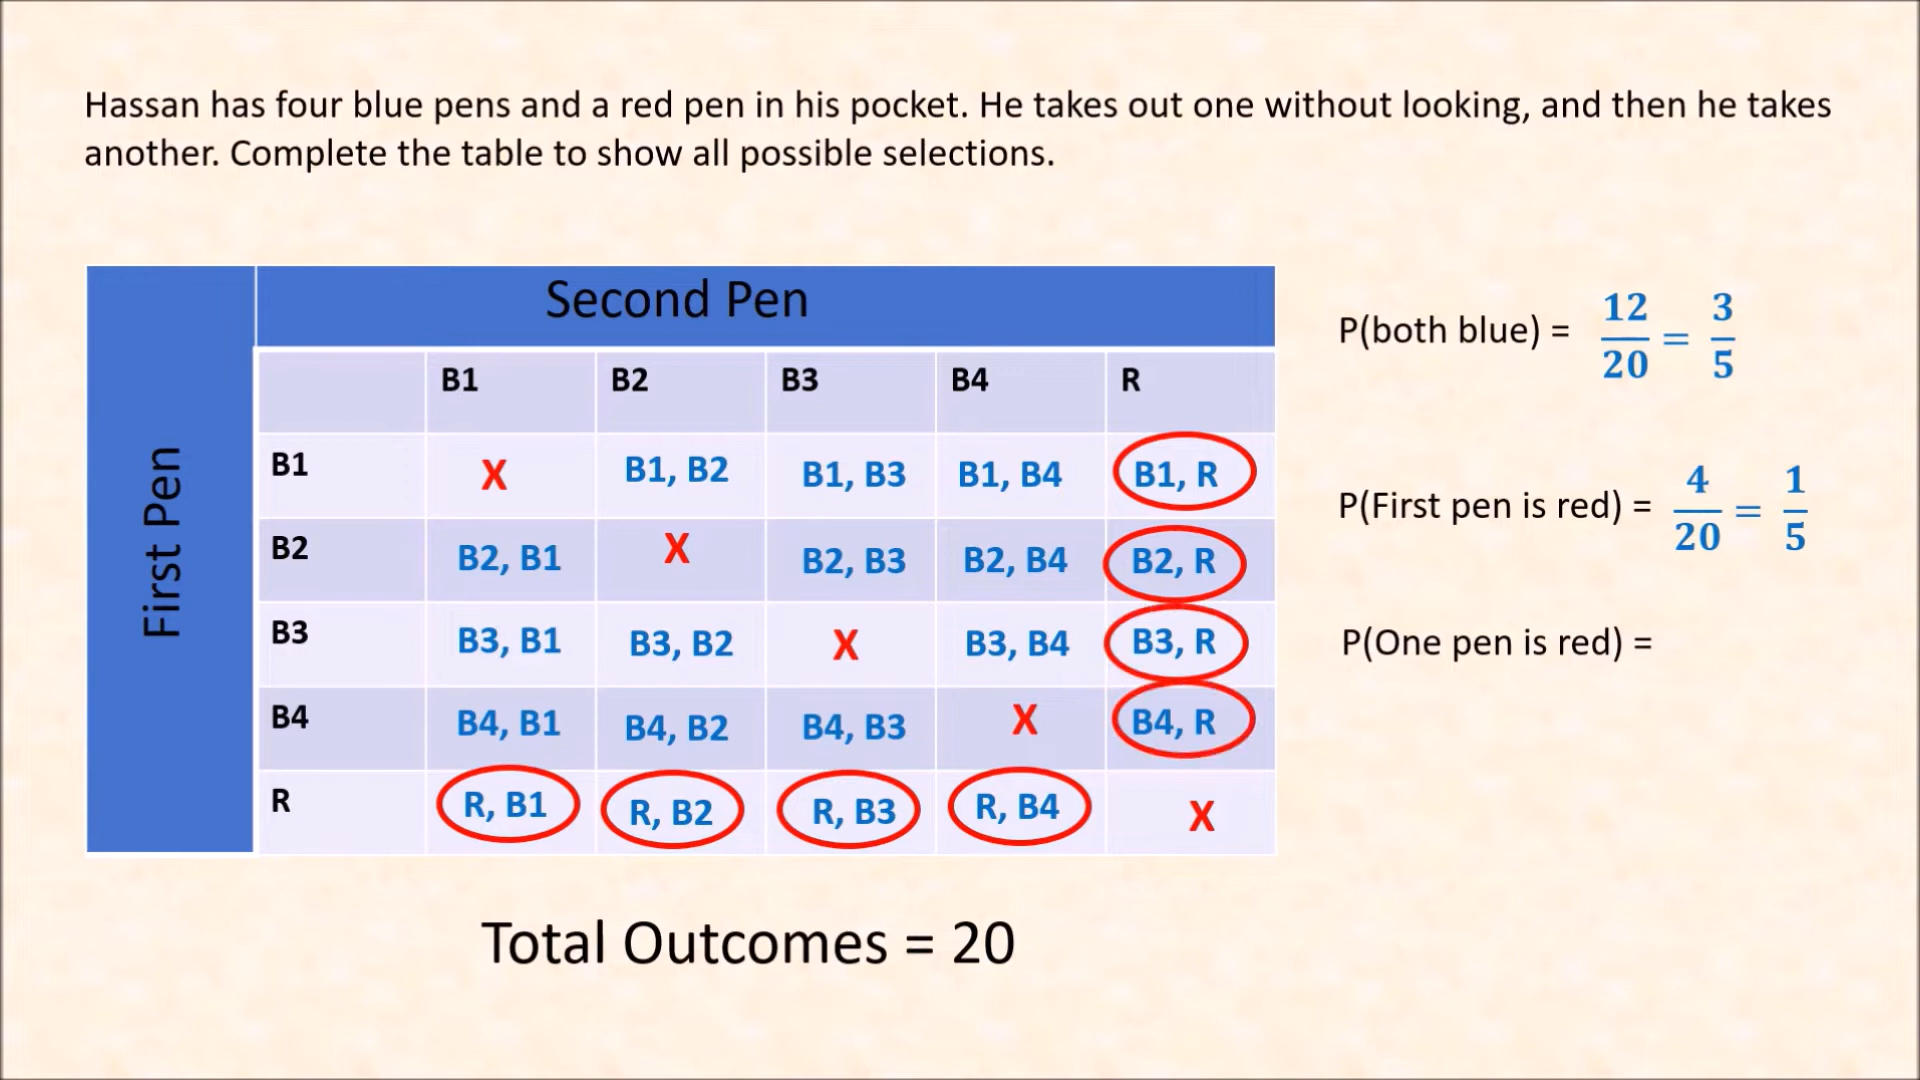 Hassan has four blue pens and a red pen in his pocket. He takes out one without looking, and then he takes
another. Complete the table to show all possible selections.
Second Pen
First Pen
B1 B2 B3 B4 R
B1 X B1, B2 B1, B3 B1, B4 B1, R
B2 B2, B1 X B2, B3 B2, B4 B2, R
B3 B3, B1 B3, B2 X B3, B4 B3, R
B4 B4, B1 B4, B2 B4, B3 X B4, R
R R, B1 R, B2 R, B3 R, B4 X
Total Outcomes = 20
P(both blue) = 12/20 = 3/5
P(First pen is red) = 4/20 = 1/5
P(One pen is red) =